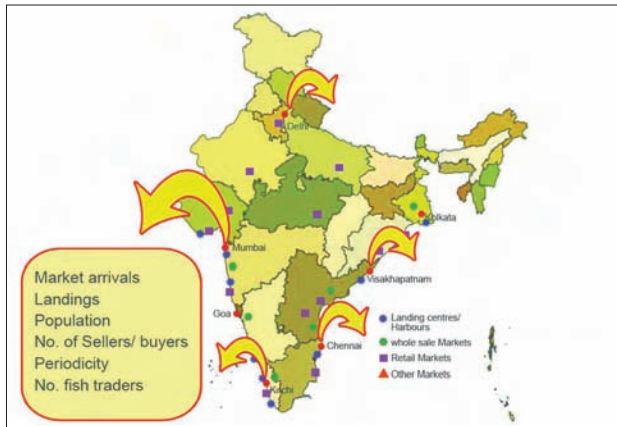 Delhi
Kolkata
Mumbai
Visakhapatnam
Goa
Chennai
Kochi
Market arrivals
Landings
Population
No. of Sellers/ buyers
Periodicity
No. fish traders
Landing centres/
Harbours
whole sale Markets
Retail Markets
Other Markets